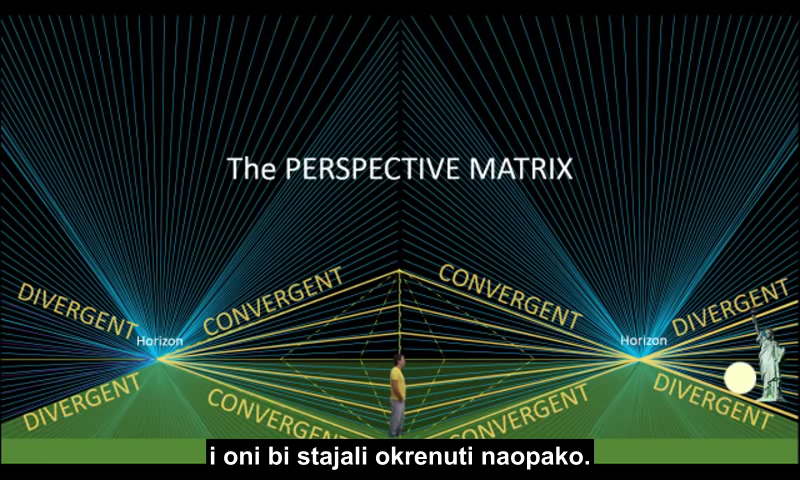 The PERSPECTIVE MATRIX
DIVERGENT
CONVERGENT
CONVERGENT
DIVERGENT
Horizon
Horizon
DIVERGENT
CONVERGENT
CONVERGENT
DIVERGENT
i oni bi stajali okrenuti naopako.